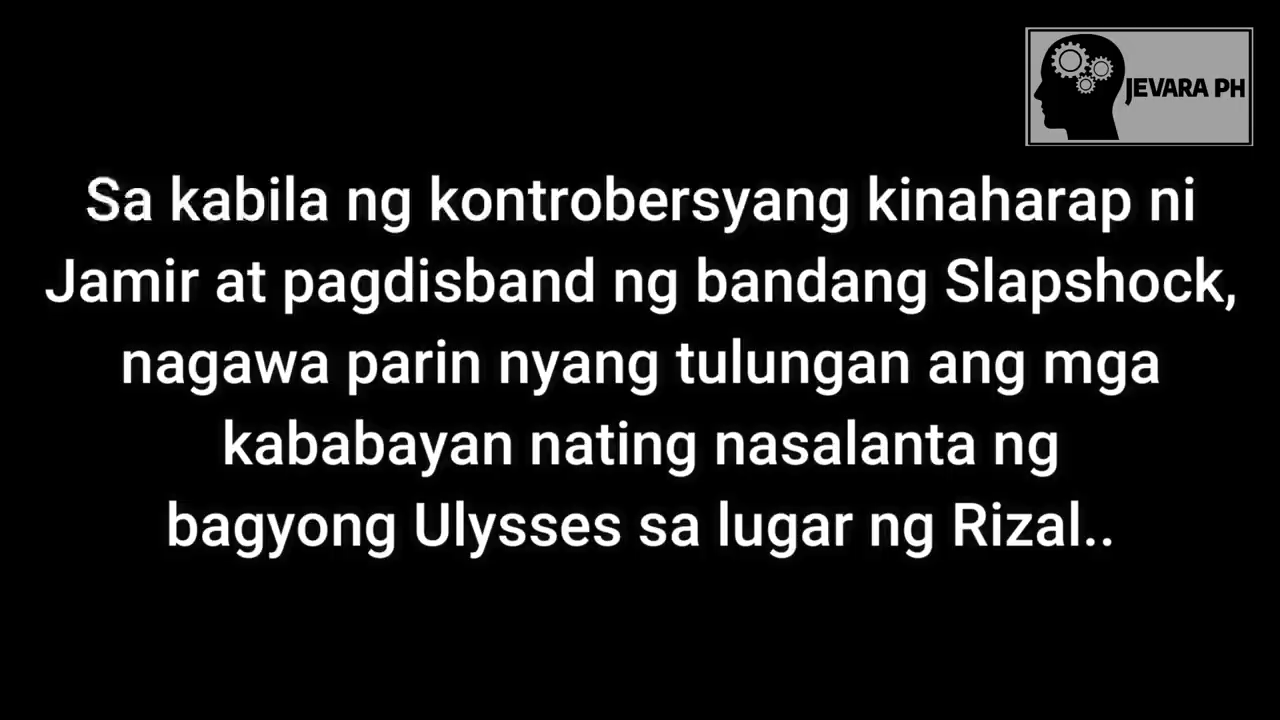 JEVARA PH
Sa kabila ng kontrobersyang kinaharap ni
Jamir at pagdisband ng bandang Slapshock,
nagawa parin nyang tulungan ang mga
kababayan nating nasalanta ng
bagyong Ulysses sa lugar ng Rizal..